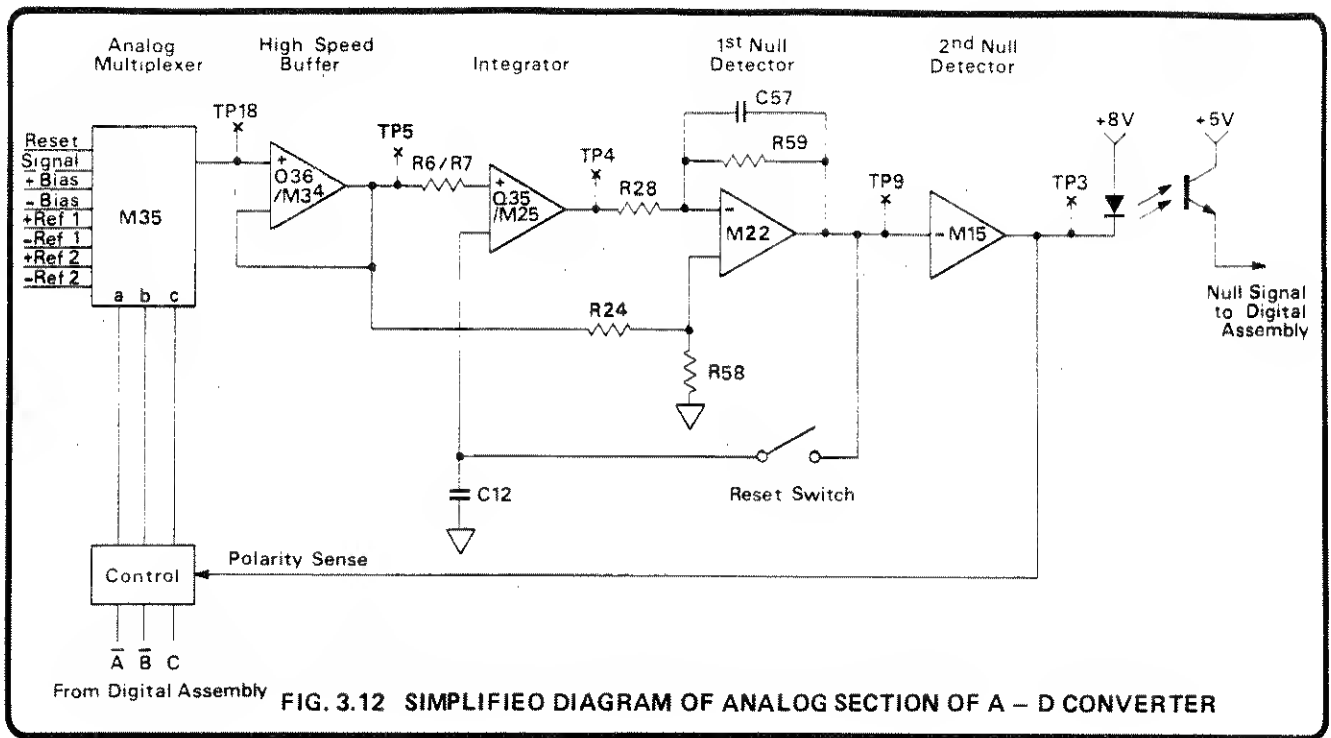 Analog
Multiplexer
High Speed
Buffer
Integrator
1st Null
Detector
2nd Null
Detector
C57
TP18
TP5
TP4
R59
TP9
TP3
+8V
+5V
Reset
Signal
+ Bias
- Bias
+Ref 1
-Ref 1
+Ref 2
-Ref 2
M35
a b c
+
Q36
/M34
R6/R7
+
Q35
/M25
R28
-
M22
-
M15
R24
R58
Null Signal
to Digital
Assembly
C12
Reset Switch
Control
Polarity Sense
A̅ B̅ C
From Digital Assembly
FIG. 3.12 SIMPLIFIED DIAGRAM OF ANALOG SECTION OF A – D CONVERTER